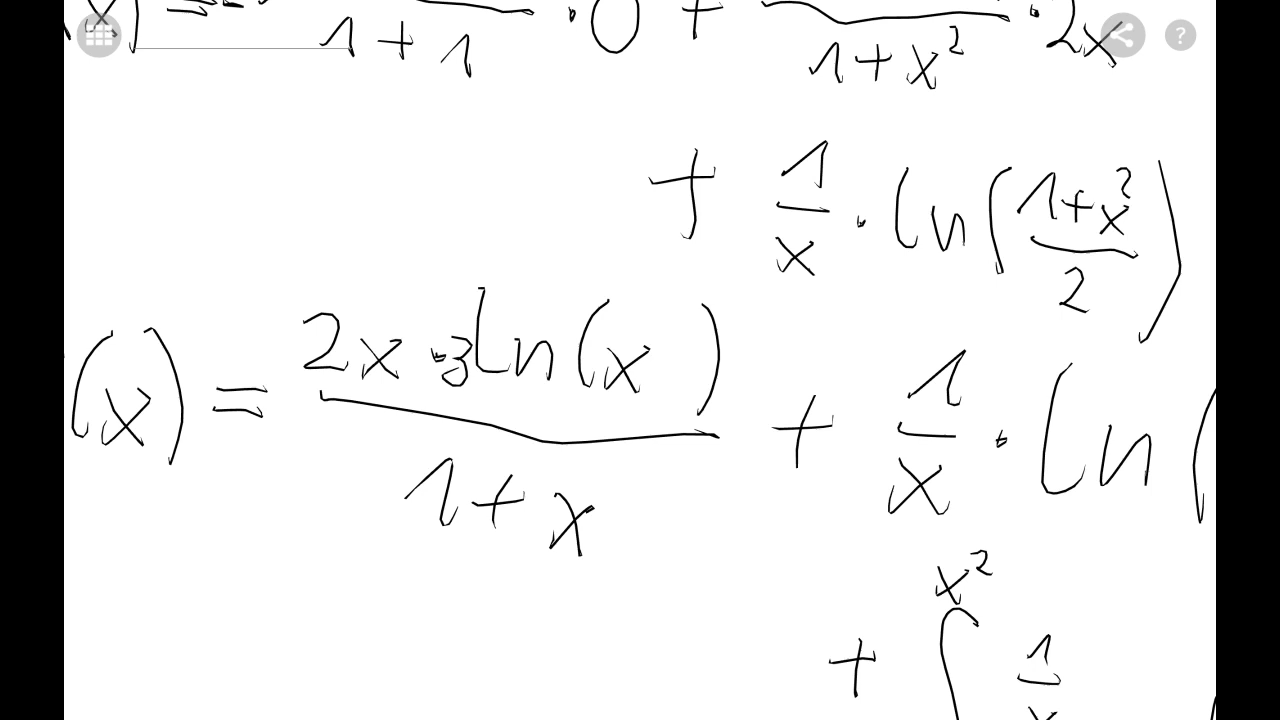 x) = - 1 + 1 · 0 + 1 + x² · 2x
+ 1/x · ln((1+x²)/2)
(x) = (2x · 3ln(x))/(1 + x) + 1/x · ln(
+ ∫ x² 1/x